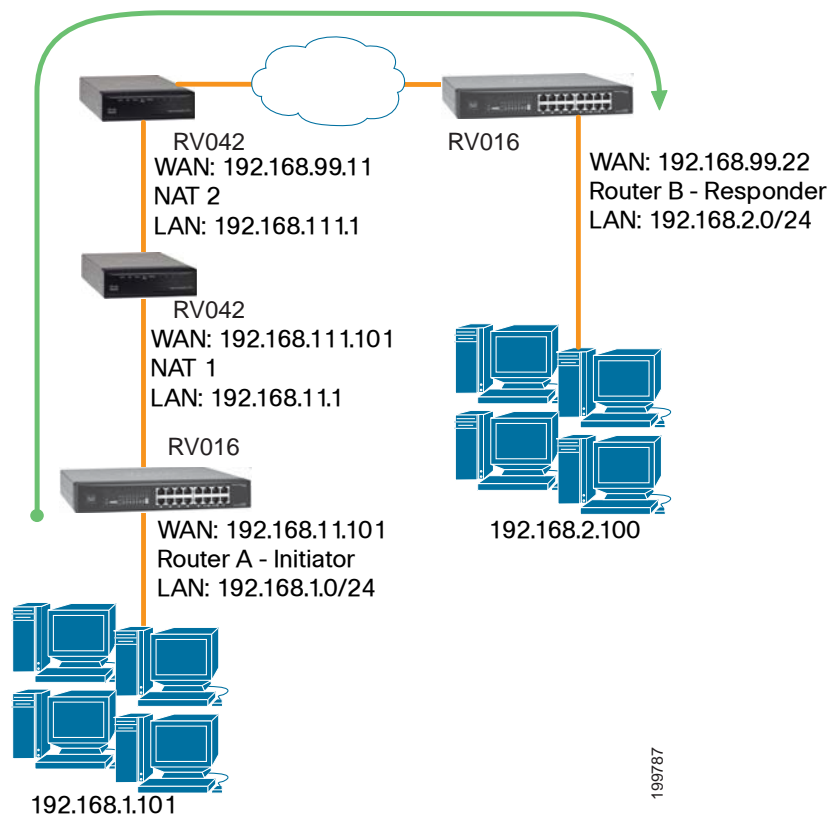 RV042
WAN: 192.168.99.11
NAT 2
LAN: 192.168.111.1
RV016
WAN: 192.168.99.22
Router B - Responder
LAN: 192.168.2.0/24
RV042
WAN: 192.168.111.101
NAT 1
LAN: 192.168.11.1
RV016
WAN: 192.168.11.101
Router A - Initiator
LAN: 192.168.1.0/24
192.168.2.100
192.168.1.101
199787